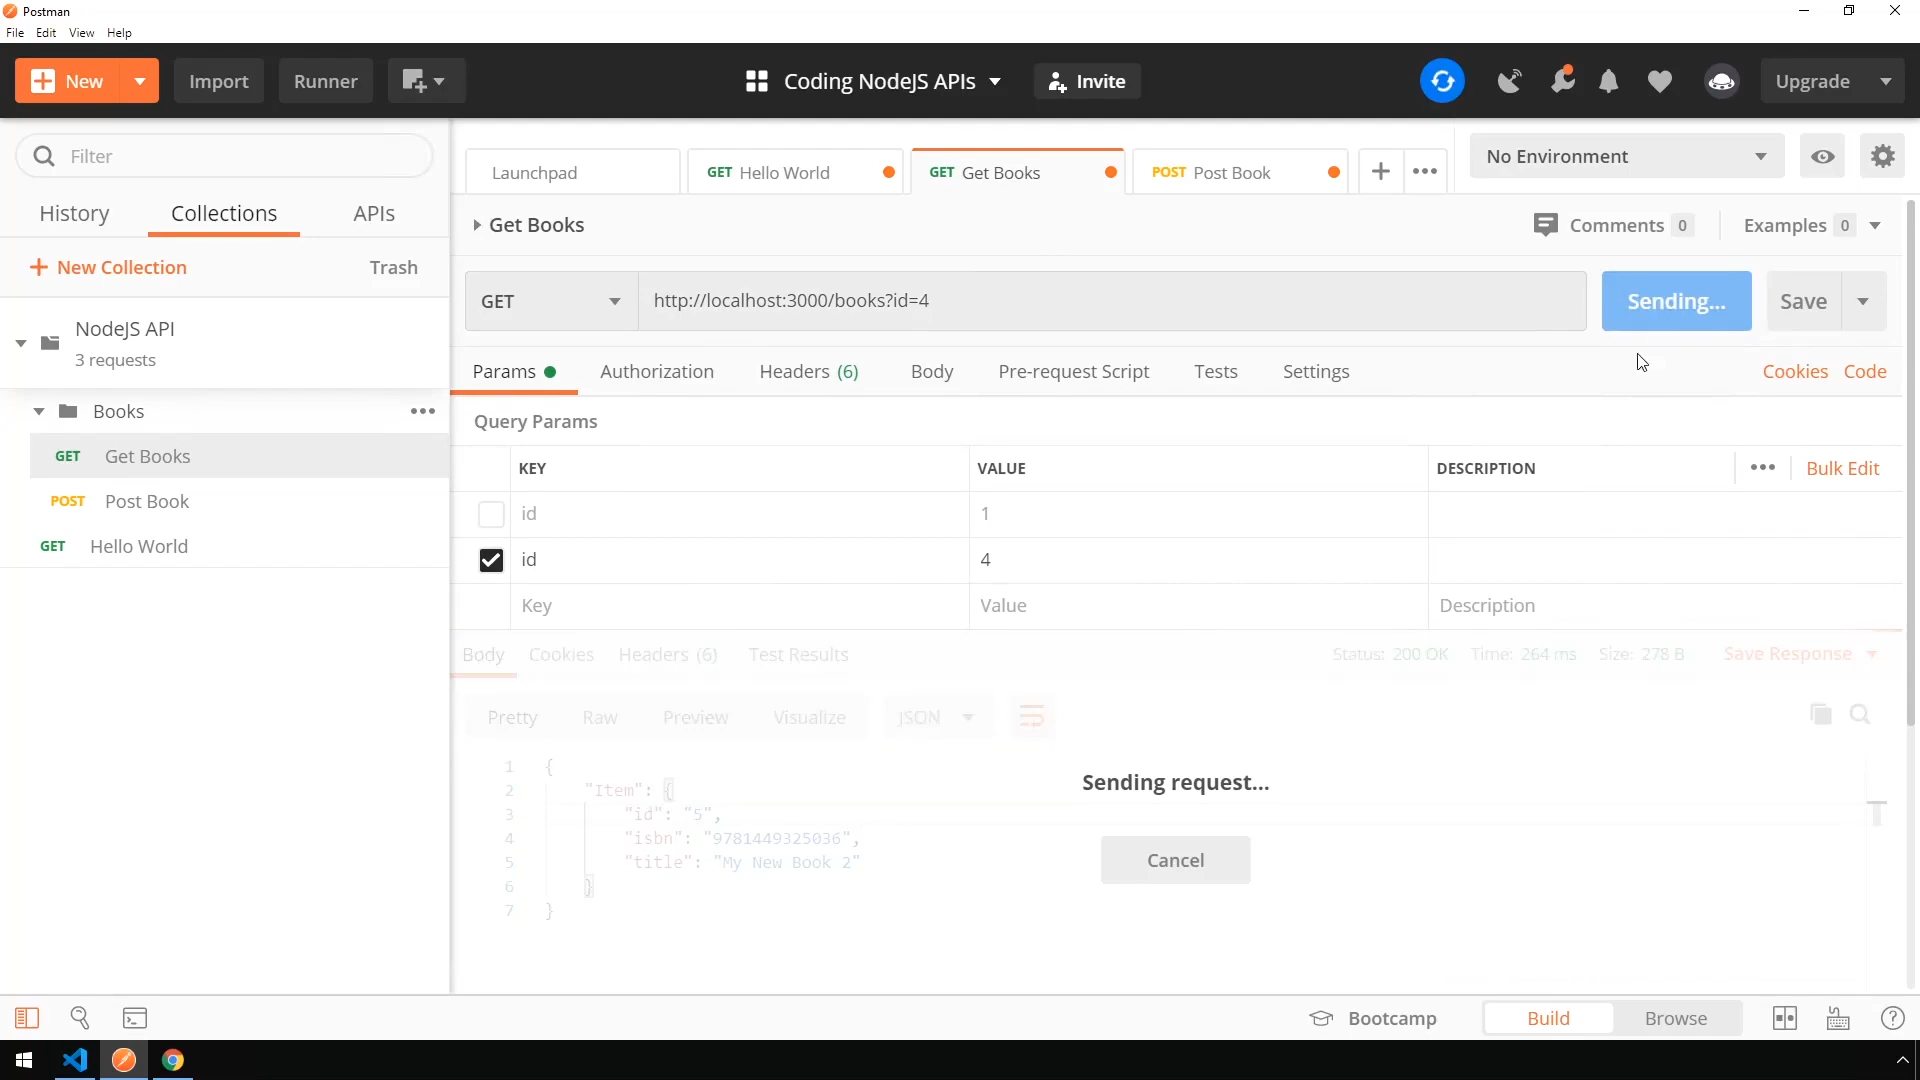 Postman
File Edit View Help
New Import Runner Coding NodeJS APIs Invite Upgrade
Filter
History Collections APIs
New Collection Trash
NodeJS API
3 requests
Books
GET Get Books
POST Post Book
GET Hello World
Launchpad GET Hello World GET Get Books POST Post Book No Environment
Get Books Comments 0 Examples 0
GET http://localhost:3000/books?id=4 Sending... Save
Params Authorization Headers (6) Body Pre-request Script Tests Settings Cookies Code
Query Params
KEY VALUE DESCRIPTION Bulk Edit
id 1
id 4
Key Value Description
Body Cookies Headers (6) Test Results Status: 200 OK Time: 264 ms Size: 278 B Save Response
Pretty Raw Preview Visualize JSON
1 {
2 "Item": {
3 "id": "5",
4 "isbn": "9781449325036",
5 "title": "My New Book 2"
6 }
7 }
Sending request...
Cancel
Bootcamp Build Browse